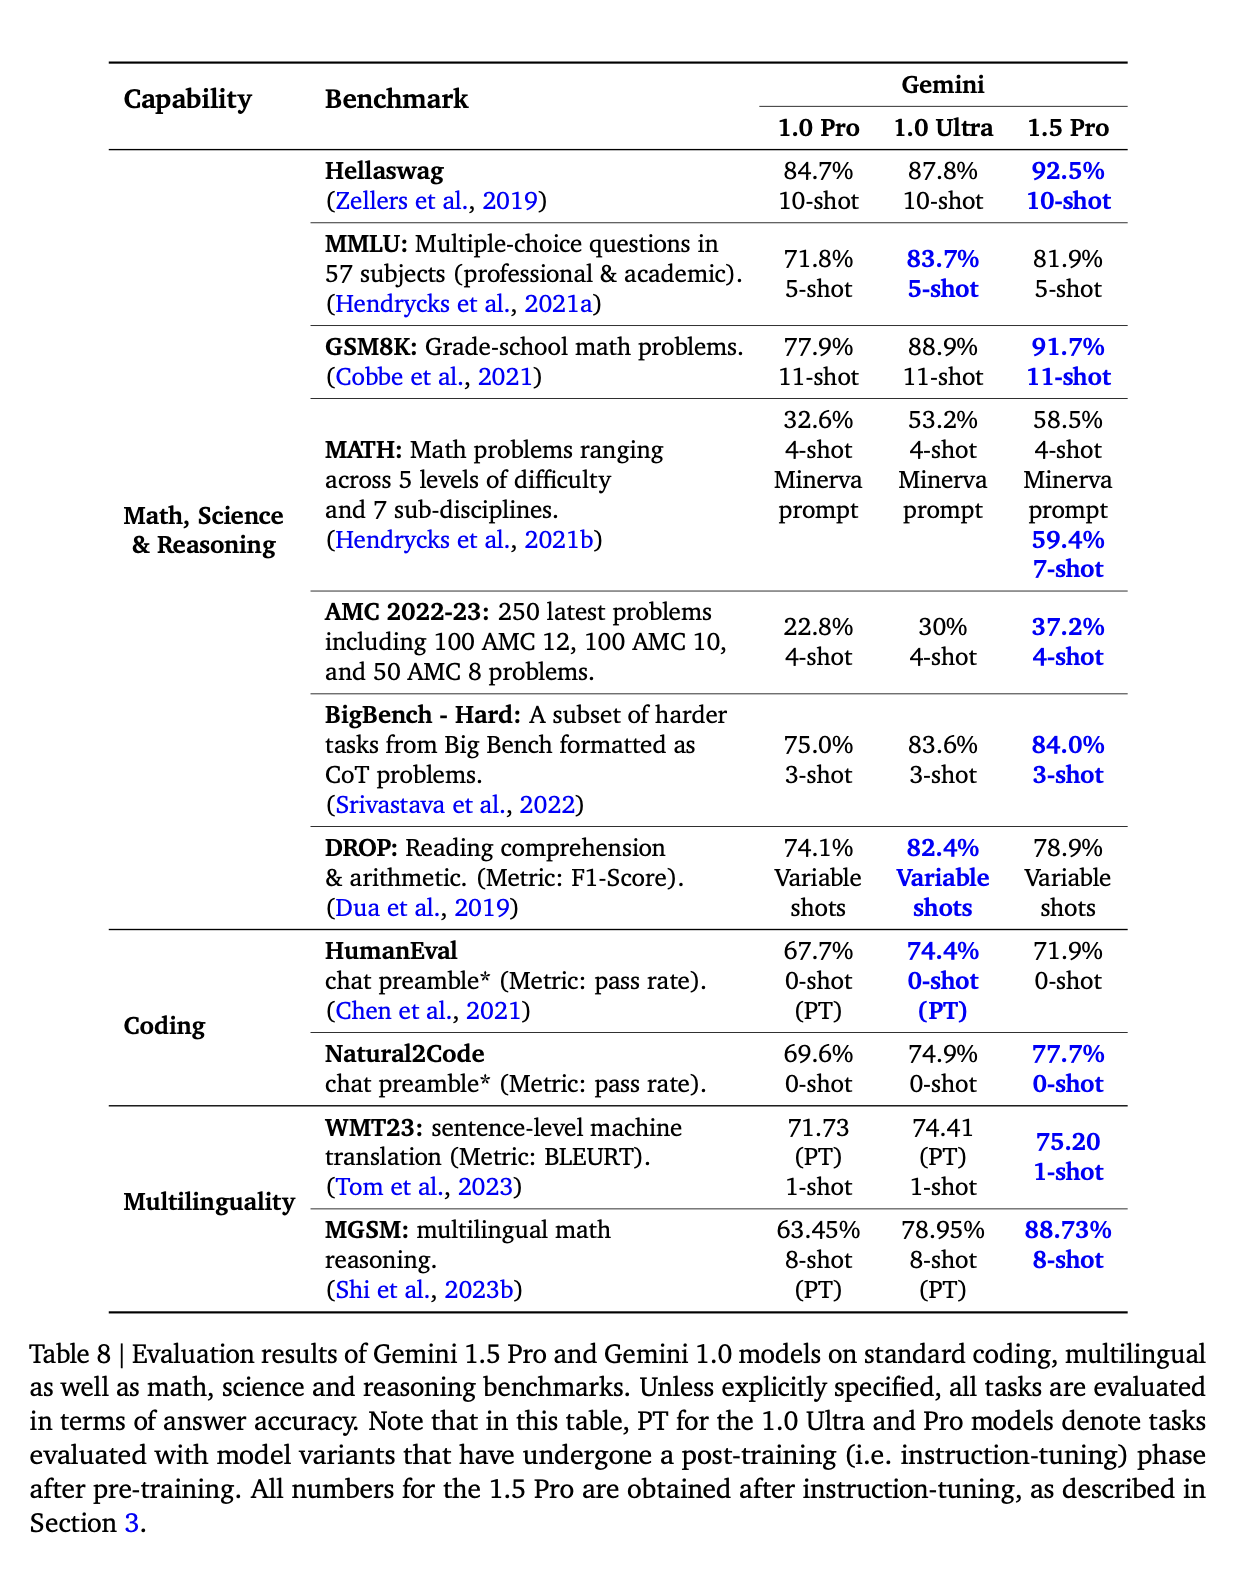 Capability
Benchmark
Gemini
1.0 Pro 1.0 Ultra 1.5 Pro
Math, Science
& Reasoning
Hellaswag
(Zellers et al., 2019)
84.7%
10-shot
87.8%
10-shot
92.5%
10-shot
MMLU: Multiple-choice questions in
57 subjects (professional & academic).
(Hendrycks et al., 2021a)
71.8%
5-shot
83.7%
5-shot
81.9%
5-shot
GSM8K: Grade-school math problems.
(Cobbe et al., 2021)
77.9%
11-shot
88.9%
11-shot
91.7%
11-shot
MATH: Math problems ranging
across 5 levels of difficulty
and 7 sub-disciplines.
(Hendrycks et al., 2021b)
32.6%
4-shot
Minerva
prompt
53.2%
4-shot
Minerva
prompt
58.5%
4-shot
Minerva
prompt
59.4%
7-shot
AMC 2022-23: 250 latest problems
including 100 AMC 12, 100 AMC 10,
and 50 AMC 8 problems.
22.8%
4-shot
30%
4-shot
37.2%
4-shot
BigBench - Hard: A subset of harder
tasks from Big Bench formatted as
CoT problems.
(Srivastava et al., 2022)
75.0%
3-shot
83.6%
3-shot
84.0%
3-shot
DROP: Reading comprehension
& arithmetic. (Metric: F1-Score).
(Dua et al., 2019)
74.1%
Variable
shots
82.4%
Variable
shots
78.9%
Variable
shots
Coding
HumanEval
chat preamble* (Metric: pass rate).
(Chen et al., 2021)
67.7%
0-shot
(PT)
74.4%
0-shot
(PT)
71.9%
0-shot
Natural2Code
chat preamble* (Metric: pass rate).
69.6%
0-shot
74.9%
0-shot
77.7%
0-shot
Multilinguality
WMT23: sentence-level machine
translation (Metric: BLEURT).
(Tom et al., 2023)
71.73
(PT)
1-shot
74.41
(PT)
1-shot
75.20
1-shot
MGSM: multilingual math
reasoning.
(Shi et al., 2023b)
63.45%
8-shot
(PT)
78.95%
8-shot
(PT)
88.73%
8-shot
Table 8 | Evaluation results of Gemini 1.5 Pro and Gemini 1.0 models on standard coding, multilingual
as well as math, science and reasoning benchmarks. Unless explicitly specified, all tasks are evaluated
in terms of answer accuracy. Note that in this table, PT for the 1.0 Ultra and Pro models denote tasks
evaluated with model variants that have undergone a post-training (i.e. instruction-tuning) phase
after pre-training. All numbers for the 1.5 Pro are obtained after instruction-tuning, as described in
Section 3.